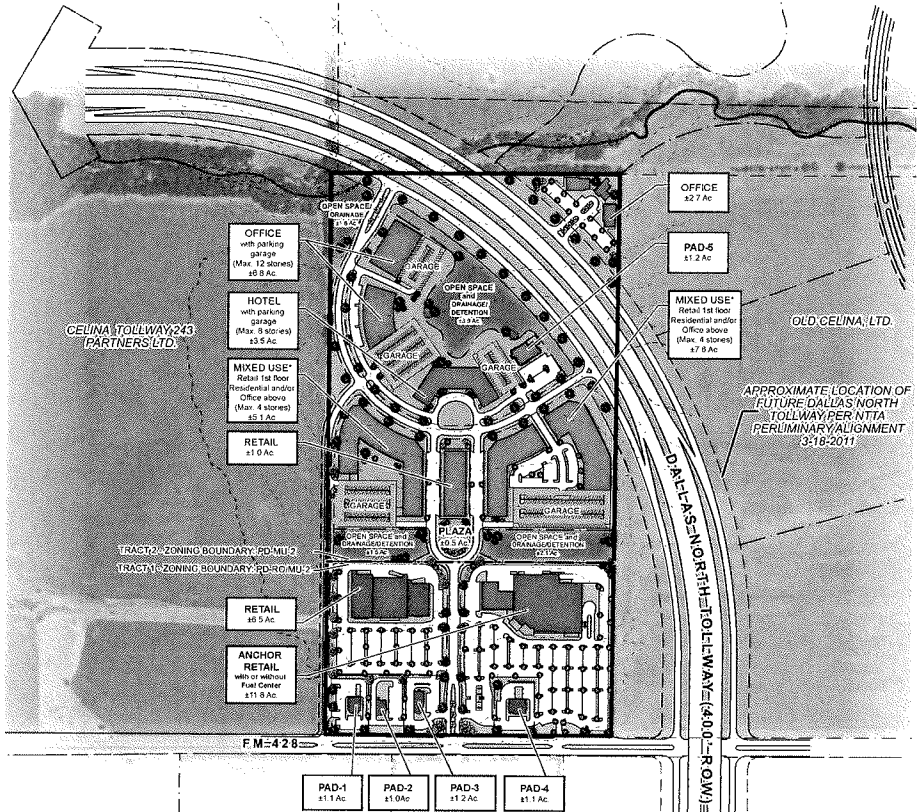 OFFICE
±2.7 Ac
OPEN SPACE/
DRAINAGE
OFFICE
with parking
garage
(Max. 12 stories)
±6.8 Ac.
PAD-5
±1.2 Ac
GARAGE
OPEN SPACE
and
DRAINAGE/
DETENTION
HOTEL
with parking
garage
(Max. 8 stories)
±3.5 Ac
MIXED USE*
Retail 1st floor
Residential and/or
Office above
(Max. 4 stories)
±7.6 Ac
CELINA TOLLWAY 243
PARTNERS LTD.
OLD CELINA, LTD.
GARAGE
GARAGE
MIXED USE*
Retail 1st floor
Residential and/or
Office above
(Max. 4 stories)
±5.1 Ac
APPROXIMATE LOCATION OF
FUTURE DALLAS NORTH
TOLLWAY PER NTTA
PERLIMINARY ALIGNMENT
3-18-2011
RETAIL
±1.0 Ac
GARAGE
GARAGE
PLAZA
±0.5 Ac
OPEN SPACE and
DRAINAGE/DETENTION
OPEN SPACE and
DRAINAGE/DETENTION
±2.1 Ac
TRACT 2 - ZONING BOUNDARY: PD-MU-2
TRACT 1 - ZONING BOUNDARY: PD-RO/MU-2
DALLAS NORTH TOLLWAY (400' ROW)
RETAIL
±6.5 Ac
ANCHOR
RETAIL
with or without
Fuel Center
±11.8 Ac
FM-428
PAD-1
±1.1 Ac
PAD-2
±1.0Ac
PAD-3
±1.2 Ac
PAD-4
±1.1 Ac